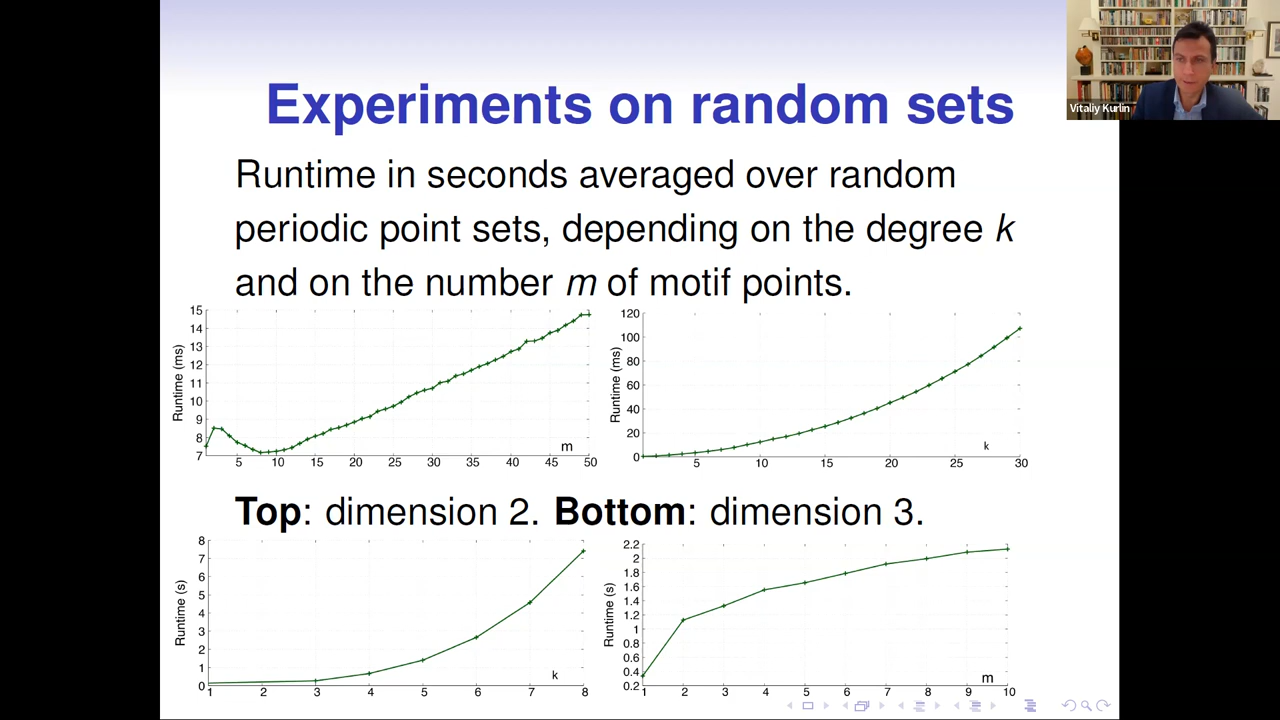 Vitaliy Kurlin
Experiments on random sets
Runtime in seconds averaged over random
periodic point sets, depending on the degree k
and on the number m of motif points.
15
14
13
12
11
10
9
8
7
Runtime (ms)
5 10 15 20 25 30 35 40 45 50
m
120
100
80
60
40
20
0
Runtime (ms)
5 10 15 20 25 30
k
Top: dimension 2. Bottom: dimension 3.
8
7
6
5
4
3
2
1
0
Runtime (s)
1 2 3 4 5 6 7 8
k
2.2
2
1.8
1.6
1.4
1.2
1
0.8
0.6
0.4
0.2
Runtime (s)
1 2 3 4 5 6 7 8 9 10
m